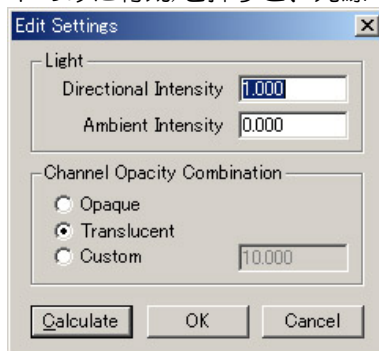 Edit Settings
Light
Directional Intensity 1.000
Ambient Intensity 0.000
Channel Opacity Combination
Opaque
Translucent
Custom 10.000
Calculate OK Cancel